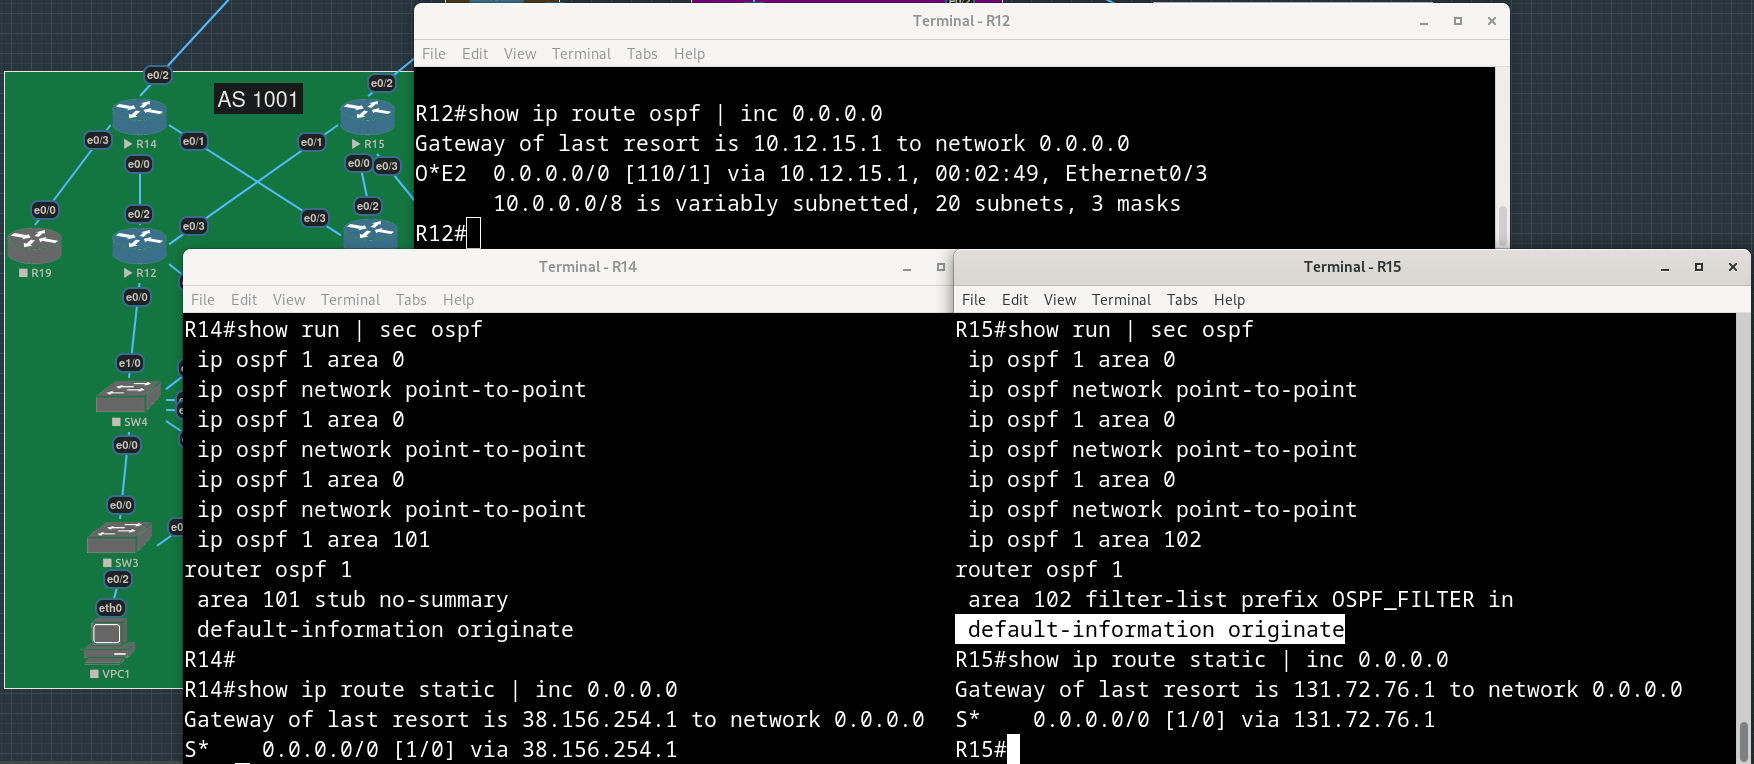 e0/2
AS 1001
e0/2
R14
R15
e0/3
e0/1
e0/1
e0/0
e0/0
e0/3
e0/0
e0/2
e0/3
e0/3
e0/2
R19
R12
e0/0
e1/0
SW4
e0/0
e0/0
SW3
e0/2
eth0
VPC1
Terminal - R12
File Edit View Terminal Tabs Help
R12#show ip route ospf | inc 0.0.0.0
Gateway of last resort is 10.12.15.1 to network 0.0.0.0
O*E2  0.0.0.0/0 [110/1] via 10.12.15.1, 00:02:49, Ethernet0/3
      10.0.0.0/8 is variably subnetted, 20 subnets, 3 masks
R12#
Terminal - R14
File Edit View Terminal Tabs Help
R14#show run | sec ospf
 ip ospf 1 area 0
 ip ospf network point-to-point
 ip ospf 1 area 0
 ip ospf network point-to-point
 ip ospf 1 area 0
 ip ospf network point-to-point
 ip ospf 1 area 101
router ospf 1
 area 101 stub no-summary
 default-information originate
R14#
R14#show ip route static | inc 0.0.0.0
Gateway of last resort is 38.156.254.1 to network 0.0.0.0
S*    0.0.0.0/0 [1/0] via 38.156.254.1
Terminal - R15
File Edit View Terminal Tabs Help
R15#show run | sec ospf
 ip ospf 1 area 0
 ip ospf network point-to-point
 ip ospf 1 area 0
 ip ospf network point-to-point
 ip ospf 1 area 0
 ip ospf network point-to-point
 ip ospf 1 area 102
router ospf 1
 area 102 filter-list prefix OSPF_FILTER in
 default-information originate
R15#show ip route static | inc 0.0.0.0
Gateway of last resort is 131.72.76.1 to network 0.0.0.0
S*    0.0.0.0/0 [1/0] via 131.72.76.1
R15#